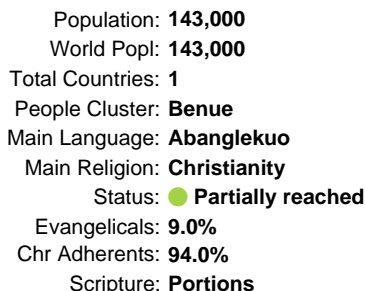 Population: 143,000
World Popl: 143,000
Total Countries: 1
People Cluster: Benue
Main Language: Abanglekuo
Main Religion: Christianity
Status: Partially reached
Evangelicals: 9.0%
Chr Adherents: 94.0%
Scripture: Portions